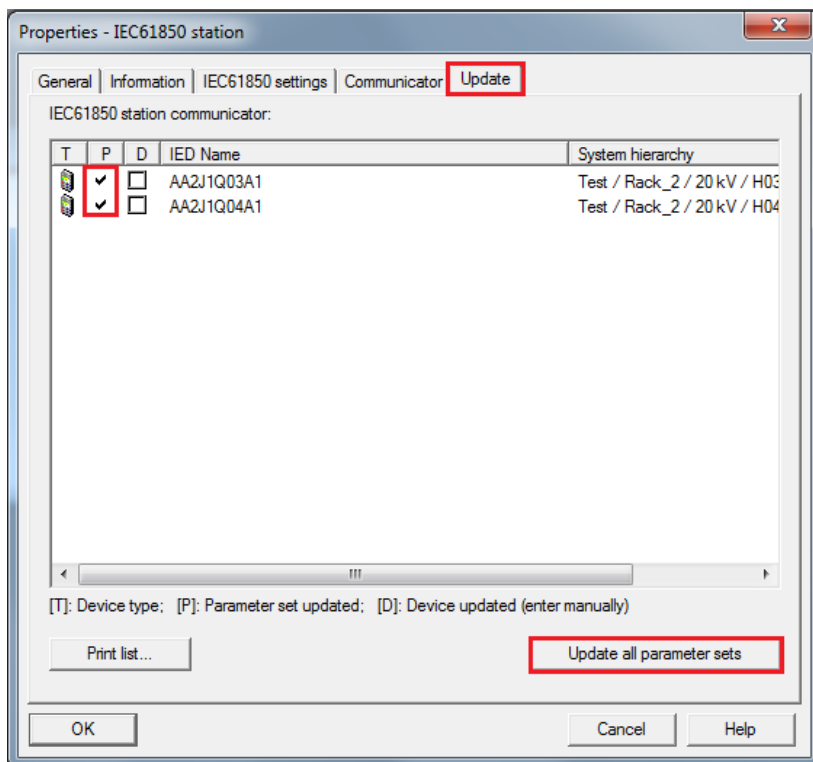 Properties - IEC61850 station
x
General Information IEC61850 settings Communicator Update
IEC61850 station communicator:
T P D IED Name System hierarchy
AA2J1Q03A1 Test / Rack_2 / 20 kV / H03
AA2J1Q04A1 Test / Rack_2 / 20 kV / H04
[T]: Device type; [P]: Parameter set updated; [D]: Device updated (enter manually)
Print list... Update all parameter sets
OK Cancel Help